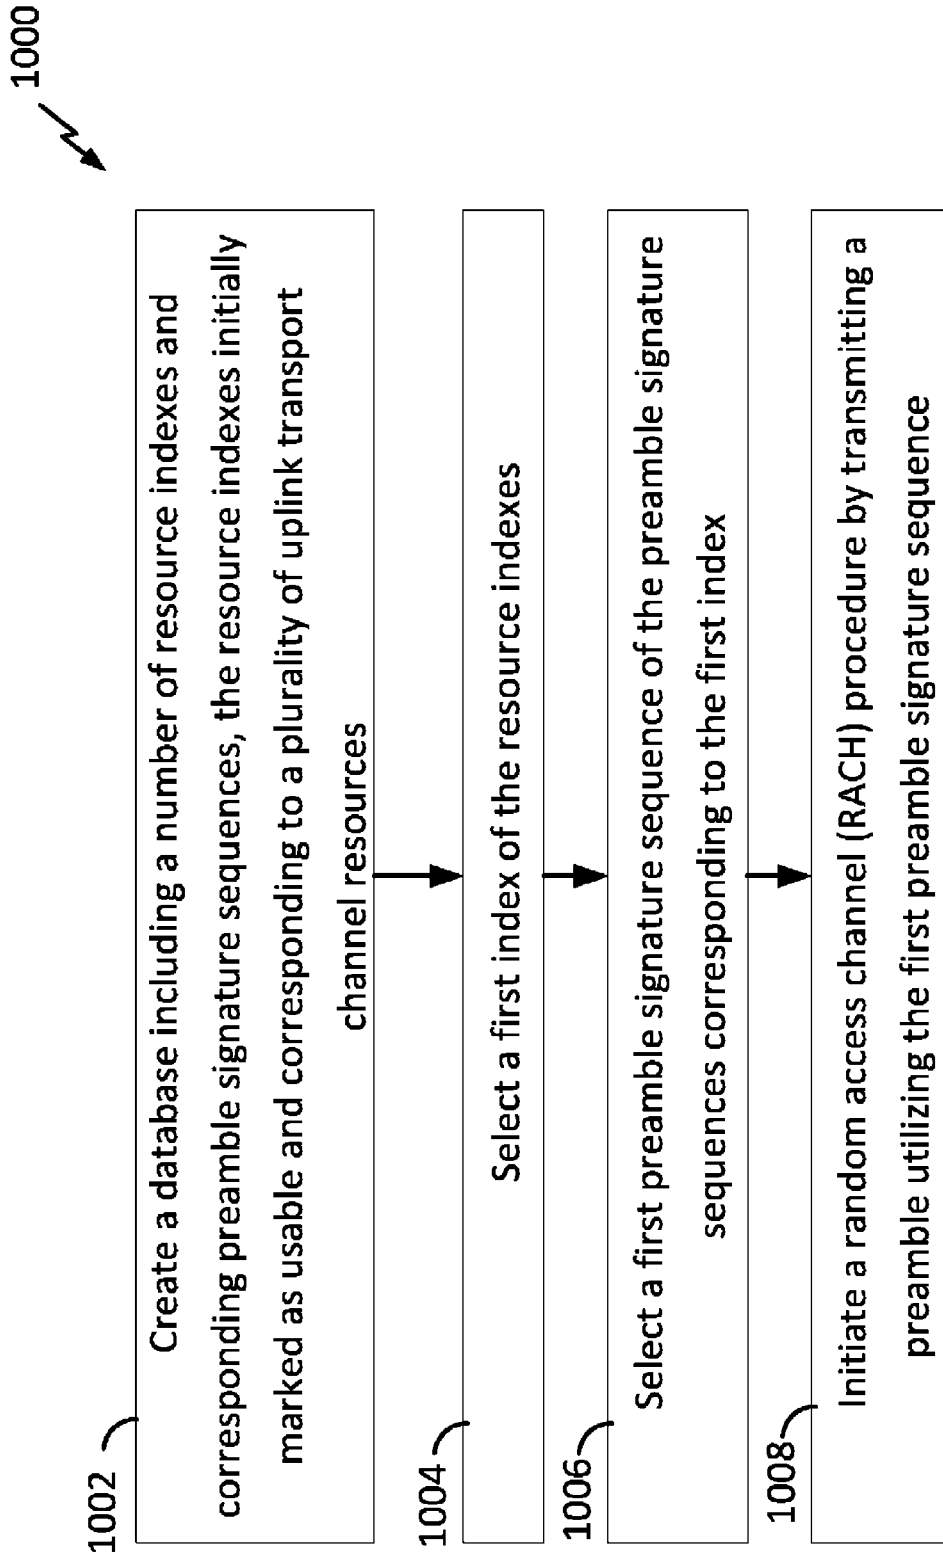 1000
1002
Create a database including a number of resource indexes and
corresponding preamble signature sequences, the resource indexes initially
marked as usable and corresponding to a plurality of uplink transport
channel resources
1004
Select a first index of the resource indexes
1006
Select a first preamble signature sequence of the preamble signature
sequences corresponding to the first index
1008
Initiate a random access channel (RACH) procedure by transmitting a
preamble utilizing the first preamble signature sequence